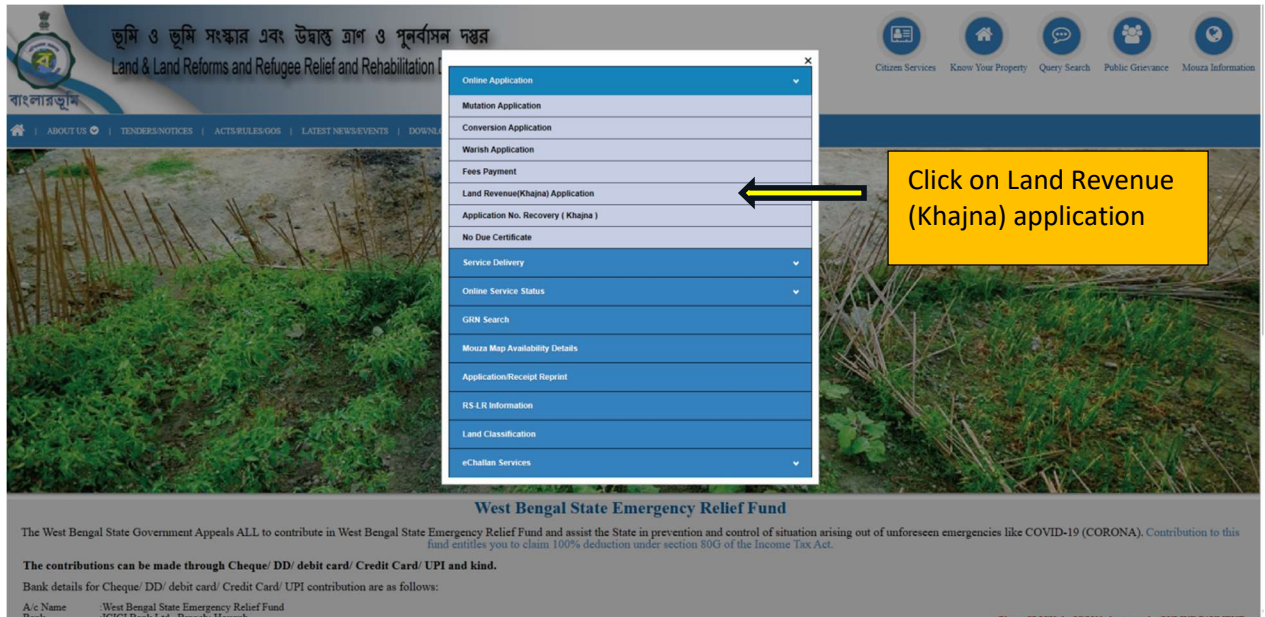 ভূমি ও ভূমি সংস্কার এবং উদ্বাস্তু ত্রাণ ও পুনর্বাসন দপ্তর
Land & Land Reforms and Refugee Relief and Rehabilitation
বাংলারভূমি
Citizen Services
Know Your Property
Query Search
Public Grievance
Mouza Information
| ABOUT US | TENDERS/NOTICES | ACTS/RULES/GOS | LATEST NEWS/EVENTS |
×
Online Application
Mutation Application
Conversion Application
Warish Application
Fees Payment
Land Revenue(Khajna) Application
Application No. Recovery ( Khajna )
No Due Certificate
Service Delivery
Online Service Status
GRN Search
Mouza Map Availability Details
Application/Receipt Reprint
RS-LR Information
Land Classification
eChallan Services
Click on Land Revenue
(Khajna) application
West Bengal State Emergency Relief Fund
The West Bengal State Government Appeals ALL to contribute in West Bengal State Emergency Relief Fund and assist the State in prevention and control of situation arising out of unforeseen emergencies like COVID-19 (CORONA). Contribution to this
fund entitles you to claim 100% deduction under section 80G of the Income Tax Act.
The contributions can be made through Cheque/ DD/ debit card/ Credit Card/ UPI and kind.
Bank details for Cheque/ DD/ debit card/ Credit Card/ UPI contribution are as follows:
A/c Name :West Bengal State Emergency Relief Fund